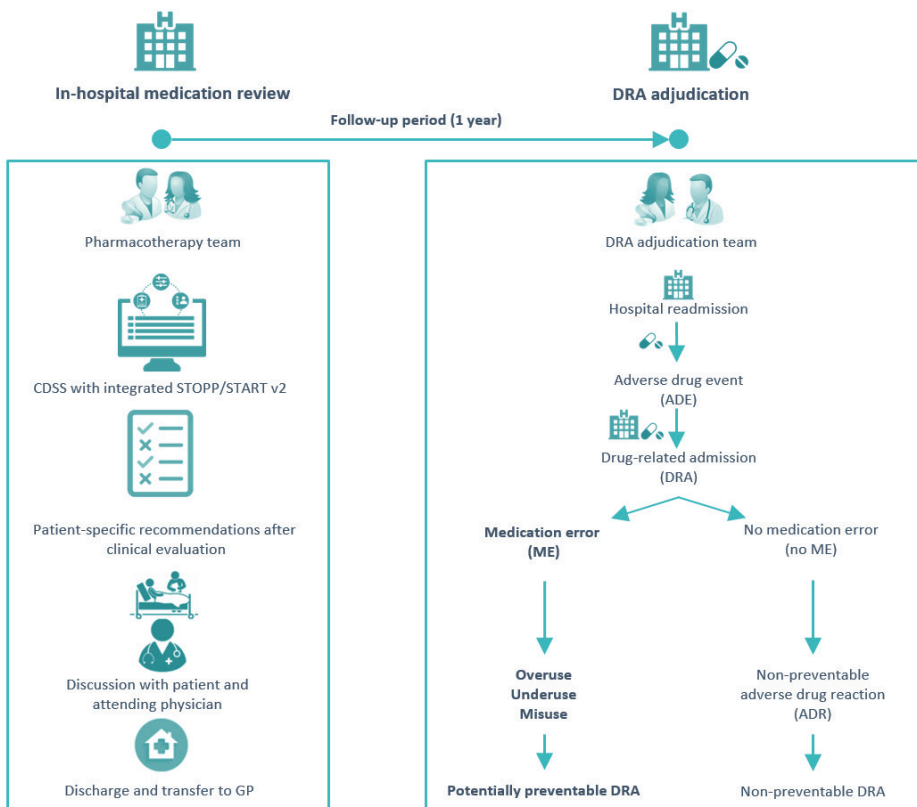 In-hospital medication review
DRA adjudication
Follow-up period (1 year)
Pharmacotherapy team
CDSS with integrated STOPP/START v2
Patient-specific recommendations after
clinical evaluation
Discussion with patient and
attending physician
Discharge and transfer to GP
DRA adjudication team
Hospital readmission
Adverse drug event
(ADE)
Drug-related admission
(DRA)
Medication error
(ME)
No medication error
(no ME)
Overuse
Underuse
Misuse
Non-preventable
adverse drug reaction
(ADR)
Potentially preventable DRA
Non-preventable DRA